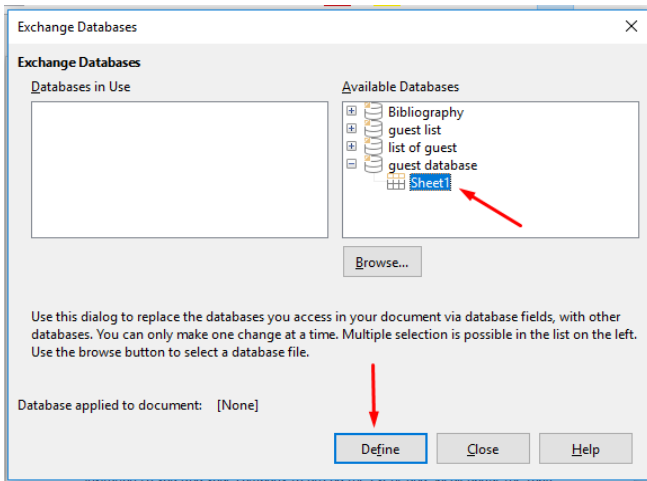 Exchange Databases
Exchange Databases
Databases in Use
Available Databases
Bibliography
guest list
list of guest
guest database
Sheet1
Browse...
Use this dialog to replace the databases you access in your document via database fields, with other
databases. You can only make one change at a time. Multiple selection is possible in the list on the left.
Use the browse button to select a database file.
Database applied to document: [None]
Define
Close
Help